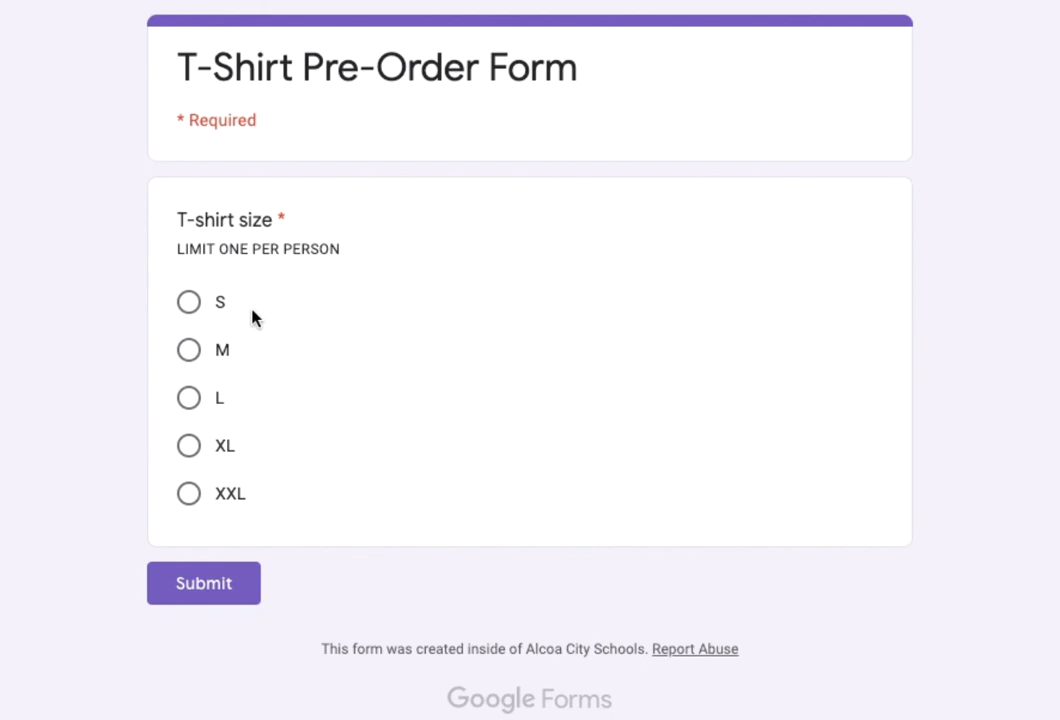 T-Shirt Pre-Order Form
* Required
T-shirt size *
LIMIT ONE PER PERSON
S
M
L
XL
XXL
Submit
This form was created inside of Alcoa City Schools. Report Abuse
Google Forms